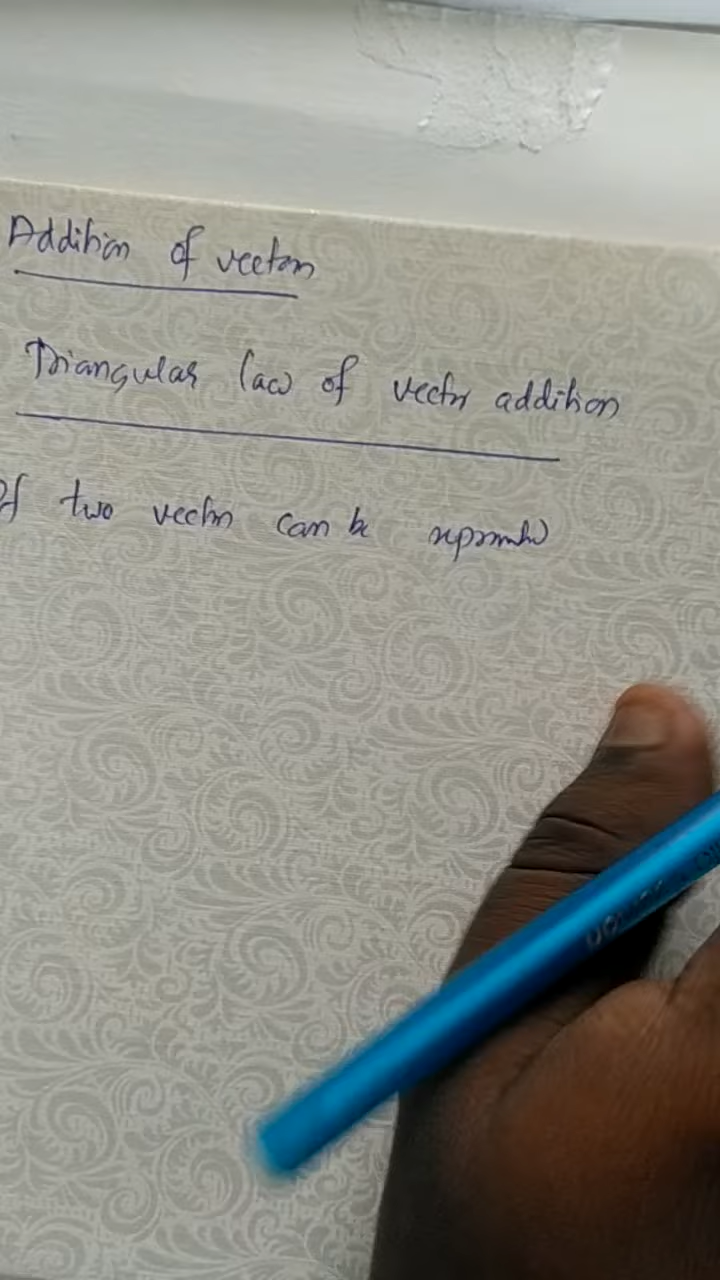 Addition of vectors
Triangular law of vector addition
If two vectors can be